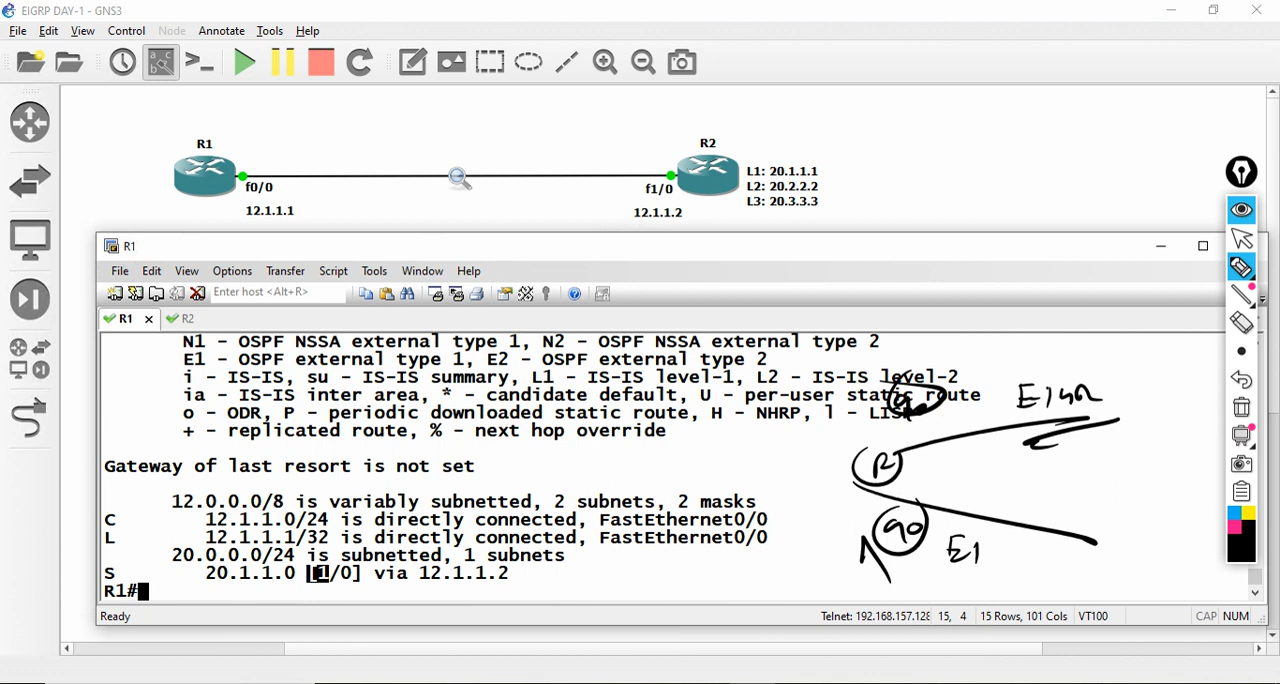 EIGRP DAY-1 - GNS3
File Edit View Control Node Tools Annotate Help
R1
R2
f0/0
f1/0
12.1.1.1
12.1.1.2
L1: 20.1.1.1
L2: 20.2.2.2
L3: 20.3.3.3
R1
File Edit View Options Transfer Script Tools Window Help
Enter host <Alt+R>
R1 R2
N1 - OSPF NSSA external type 1, N2 - OSPF NSSA external type 2
E1 - OSPF external type 1, E2 - OSPF external type 2
i - IS-IS, su - IS-IS summary, L1 - IS-IS level-1, L2 - IS-IS level-2
ia - IS-IS inter area, * - candidate default, U - per-user static route
o - ODR, P - periodic downloaded static route, H - NHRP, l - LISP
+ - replicated route, % - next hop override
Gateway of last resort is not set
12.0.0.0/8 is variably subnetted, 2 subnets, 2 masks
C 12.1.1.0/24 is directly connected, FastEthernet0/0
L 12.1.1.1/32 is directly connected, FastEthernet0/0
20.0.0.0/24 is subnetted, 1 subnets
S 20.1.1.0 [1/0] via 12.1.1.2
R1#
R
90
E1
Ready
Telnet: 192.168.157.128 15, 4 15 Rows, 101 Cols VT100 CAP NUM